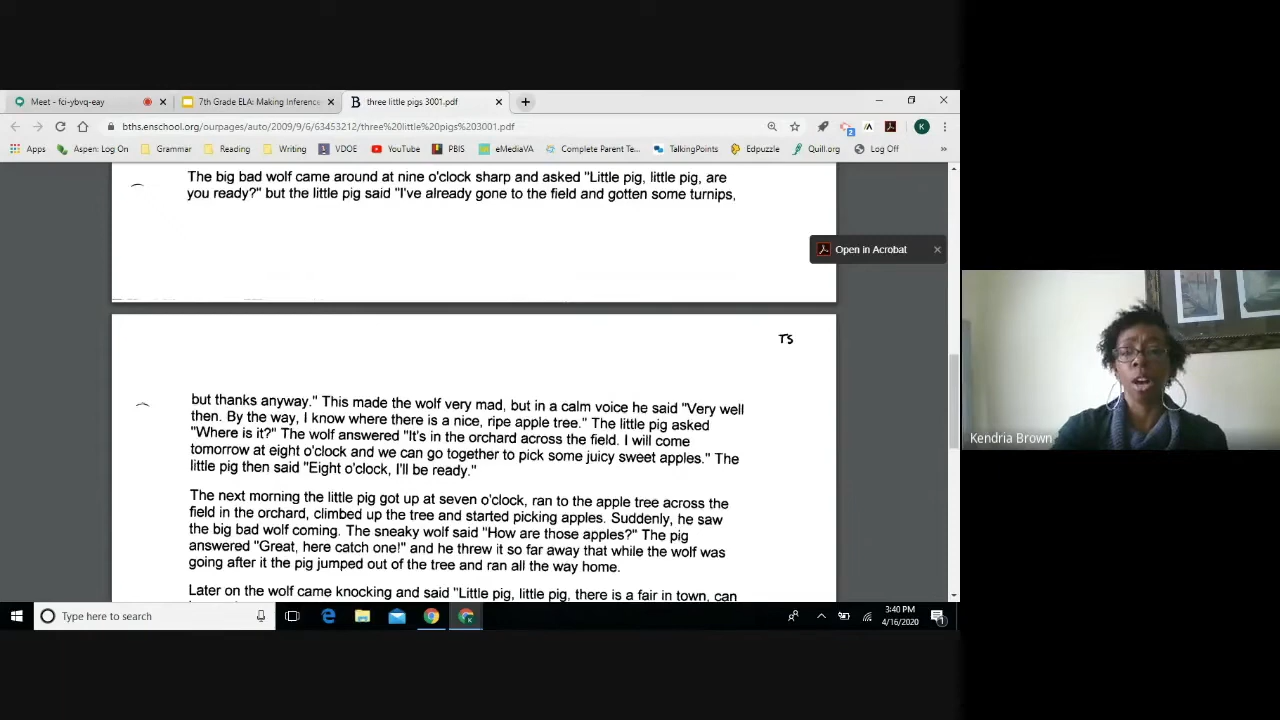 Meet - fci-ybvq-eay
7th Grade ELA: Making Inference
three little pigs 3001.pdf
bths.enschool.org/ourpages/auto/2009/9/6/63453212/three%20little%20pigs%203001.pdf
Apps Aspen: Log On Grammar Reading Writing VDOE YouTube PBIS eMediaVA Complete Parent Te... TalkingPoints Edpuzzle Quill.org Log Off
The big bad wolf came around at nine o'clock sharp and asked "Little pig, little pig, are
you ready?" but the little pig said "I've already gone to the field and gotten some turnips,
Open in Acrobat
TS
but thanks anyway." This made the wolf very mad, but in a calm voice he said "Very well
then. By the way, I know where there is a nice, ripe apple tree." The little pig asked
"Where is it?" The wolf answered "It's in the orchard across the field. I will come
tomorrow at eight o'clock and we can go together to pick some juicy sweet apples." The
little pig then said "Eight o'clock, I'll be ready."
The next morning the little pig got up at seven o'clock, ran to the apple tree across the
field in the orchard, climbed up the tree and started picking apples. Suddenly, he saw
the big bad wolf coming. The sneaky wolf said "How are those apples?" The pig
answered "Great, here catch one!" and he threw it so far away that while the wolf was
going after it the pig jumped out of the tree and ran all the way home.
Later on the wolf came knocking and said "Little pig, little pig, there is a fair in town, can
Kendria Brown
Type here to search
3:40 PM
4/16/2020